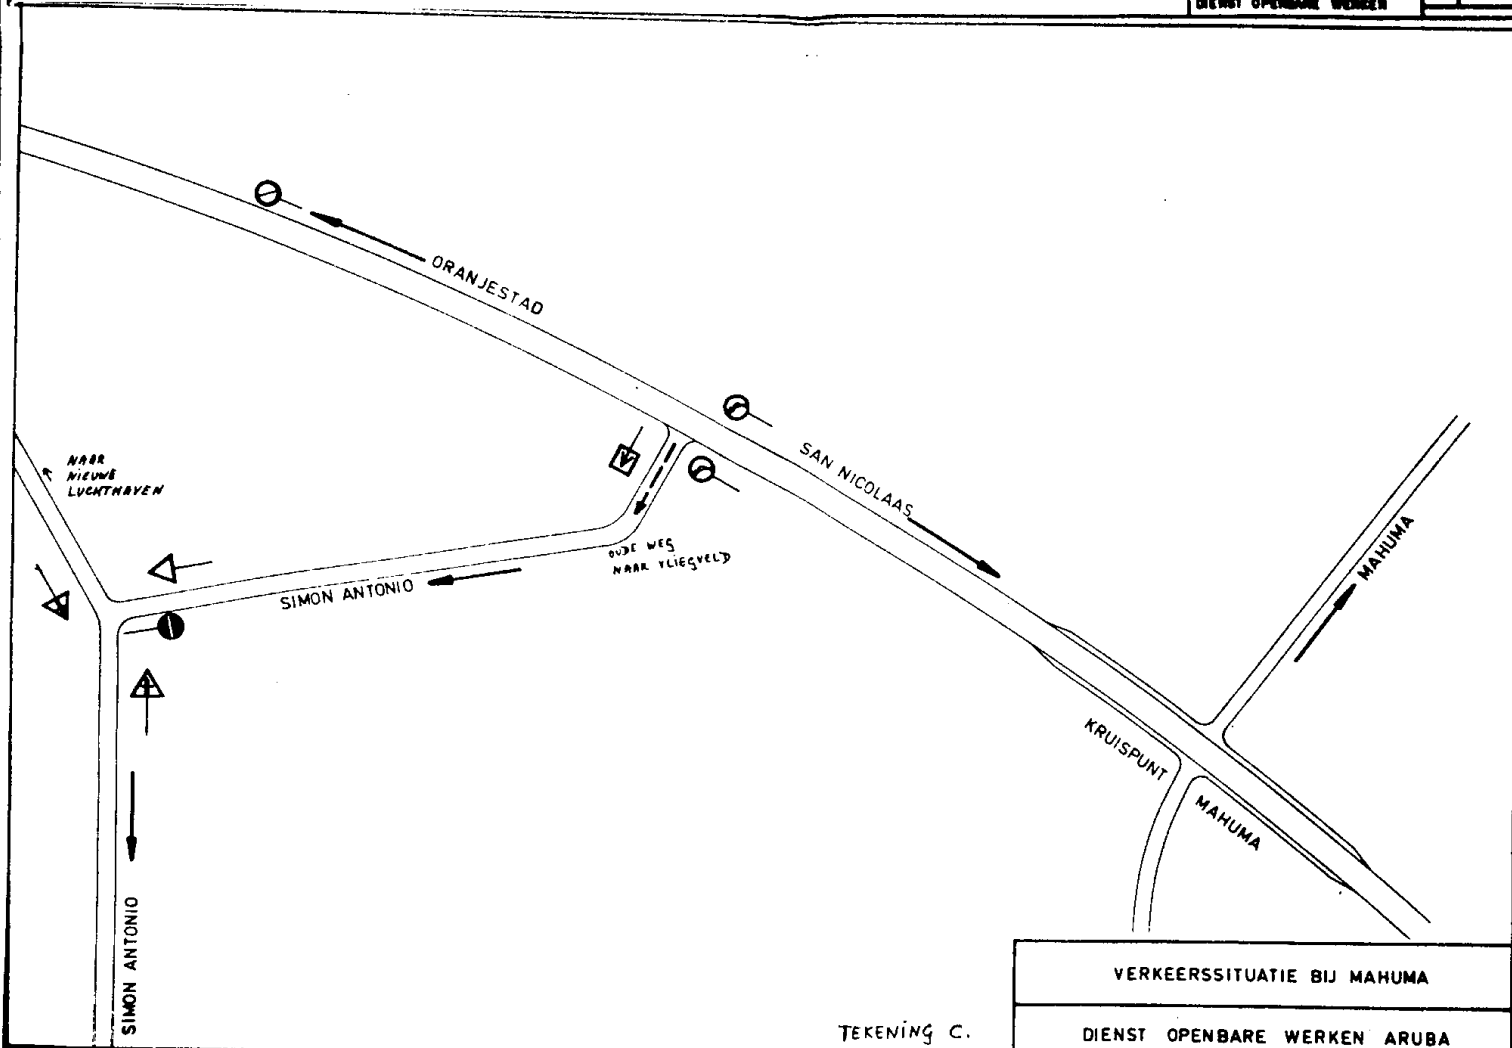 DIENST OPENBARE WERKEN
ORANJESTAD
SAN NICOLAAS
NAAR
NIEUWE
LUCHTHAVEN
OUDE WEG
NAAR VLIEGVELD
SIMON ANTONIO
MAHUMA
KRUISPUNT
MAHUMA
SIMON ANTONIO
VERKEERSSITUATIE BIJ MAHUMA
TEKENING C.
DIENST OPENBARE WERKEN ARUBA